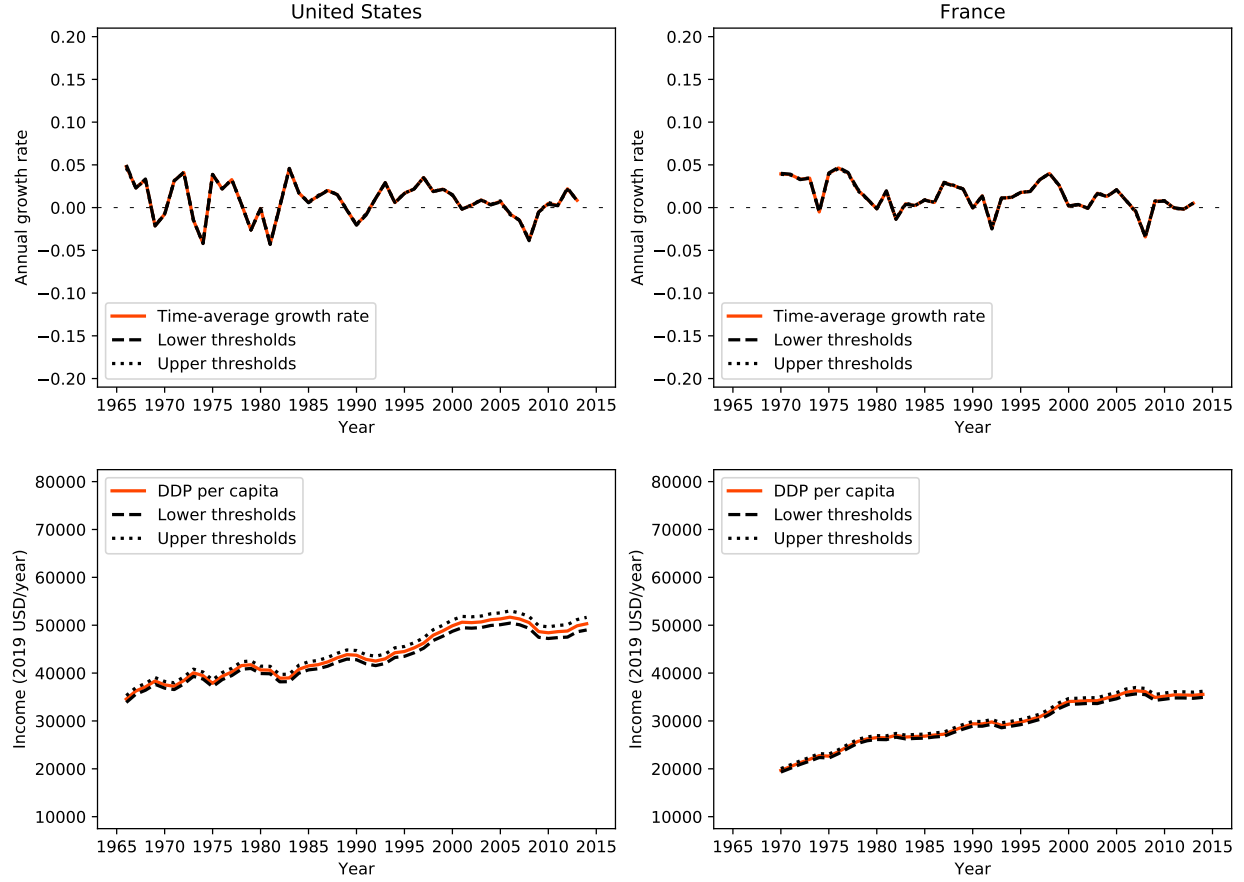 United States
0.20
0.15
0.10
0.05
0.00
−0.05
−0.10
−0.15
−0.20
Annual growth rate
Time-average growth rate
Lower thresholds
Upper thresholds
1965 1970 1975 1980 1985 1990 1995 2000 2005 2010 2015
Year
France
0.20
0.15
0.10
0.05
0.00
−0.05
−0.10
−0.15
−0.20
Annual growth rate
Time-average growth rate
Lower thresholds
Upper thresholds
1965 1970 1975 1980 1985 1990 1995 2000 2005 2010 2015
Year
80000
70000
60000
50000
40000
30000
20000
10000
Income (2019 USD/year)
DDP per capita
Lower thresholds
Upper thresholds
1965 1970 1975 1980 1985 1990 1995 2000 2005 2010 2015
Year
80000
70000
60000
50000
40000
30000
20000
10000
Income (2019 USD/year)
DDP per capita
Lower thresholds
Upper thresholds
1965 1970 1975 1980 1985 1990 1995 2000 2005 2010 2015
Year